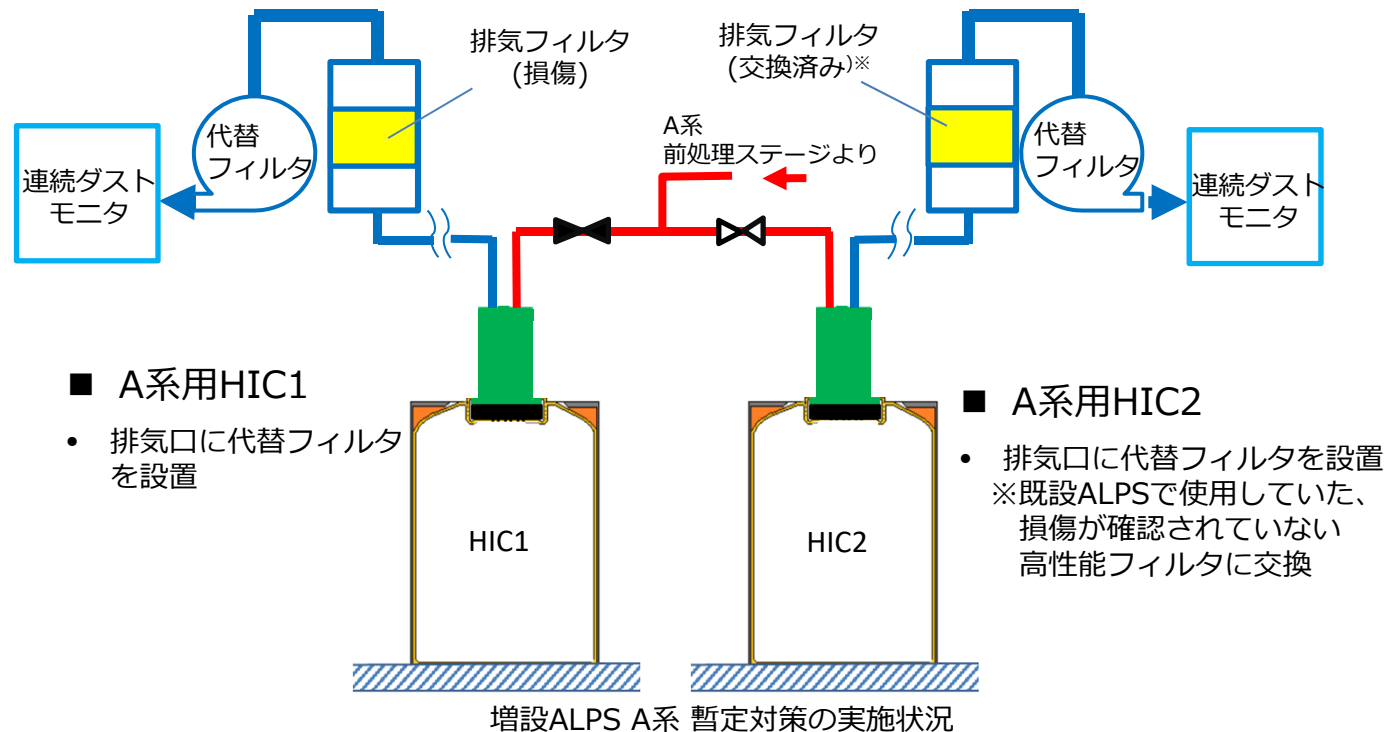 排気フィルタ
(損傷)
排気フィルタ
(交換済み)※
A系
前処理ステージより
代替
フィルタ
連続ダスト
モニタ
代替
フィルタ
連続ダスト
モニタ
■ A系用HIC1
• 排気口に代替フィルタ
を設置
HIC1
HIC2
■ A系用HIC2
• 排気口に代替フィルタを設置
※既設ALPSで使用していた、
損傷が確認されていない
高性能フィルタに交換
増設ALPS A系 暫定対策の実施状況